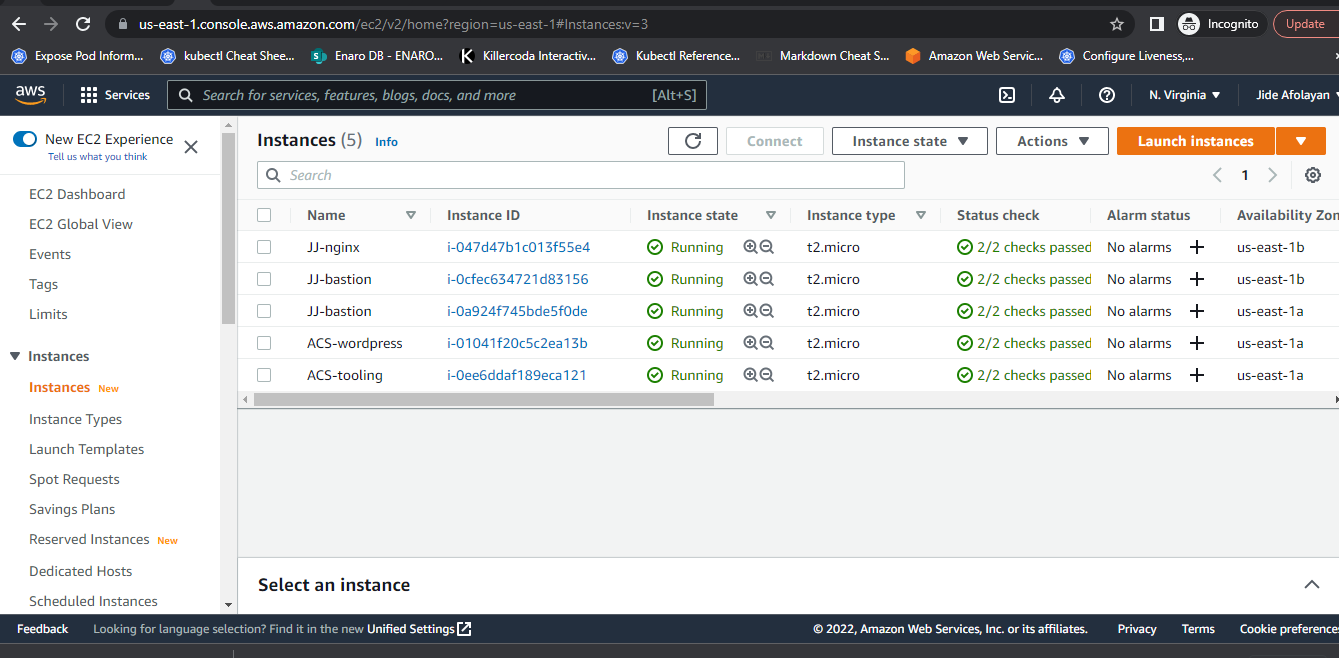 us-east-1.console.aws.amazon.com/ec2/v2/home?region=us-east-1#Instances:v=3
Incognito
Update
Expose Pod Inform...
kubectl Cheat Shee...
Enaro DB - ENARO...
Killercoda Interactiv...
Kubectl Reference...
Markdown Cheat S...
Amazon Web Servic...
Configure Liveness,...
aws
Services
Search for services, features, blogs, docs, and more
[Alt+S]
N. Virginia
Jide Afolayan
New EC2 Experience
Tell us what you think
EC2 Dashboard
EC2 Global View
Events
Tags
Limits
Instances
Instances New
Instance Types
Launch Templates
Spot Requests
Savings Plans
Reserved Instances New
Dedicated Hosts
Scheduled Instances
Instances (5) Info
Connect
Instance state
Actions
Launch instances
Search
1
Name Instance ID Instance state Instance type Status check Alarm status Availability Zon
JJ-nginx i-047d47b1c013f55e4 Running t2.micro 2/2 checks passed No alarms + us-east-1b
JJ-bastion i-0cfec634721d83156 Running t2.micro 2/2 checks passed No alarms + us-east-1b
JJ-bastion i-0a924f745bde5f0de Running t2.micro 2/2 checks passed No alarms + us-east-1a
ACS-wordpress i-01041f20c5c2ea13b Running t2.micro 2/2 checks passed No alarms + us-east-1a
ACS-tooling i-0ee6ddaf189eca121 Running t2.micro 2/2 checks passed No alarms + us-east-1a
Select an instance
Feedback
Looking for language selection? Find it in the new Unified Settings
© 2022, Amazon Web Services, Inc. or its affiliates.
Privacy
Terms
Cookie preferences